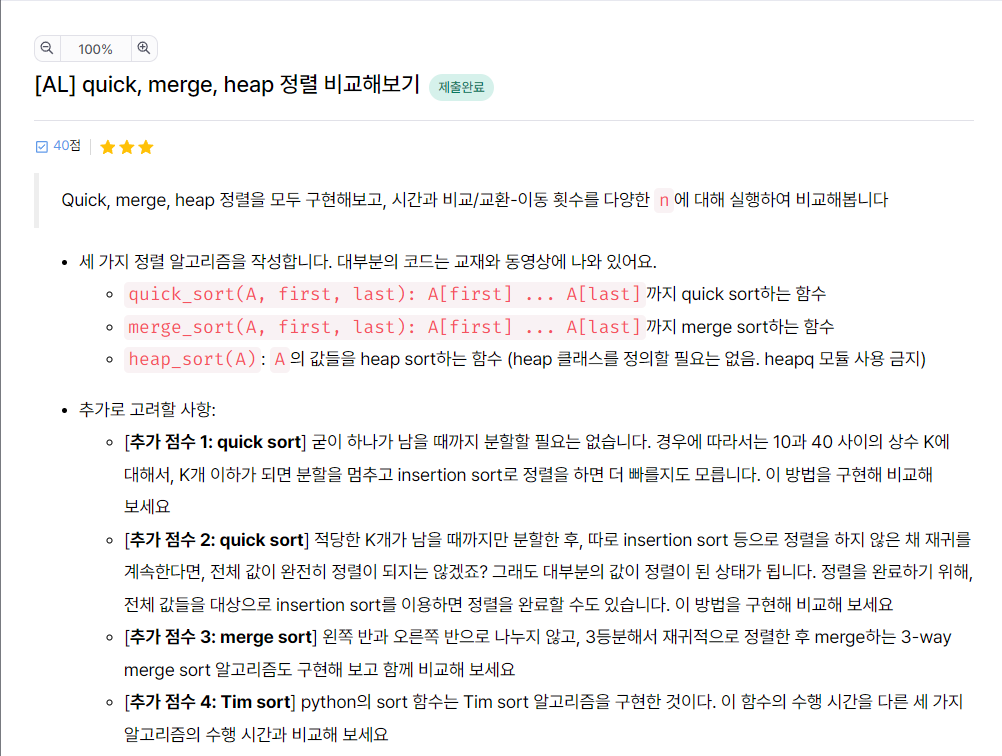 100%
[AL] quick, merge, heap 정렬 비교해보기 제출완료
40점
Quick, merge, heap 정렬을 모두 구현해보고, 시간과 비교/교환-이동 횟수를 다양한 n 에 대해 실행하여 비교해봅니다
• 세 가지 정렬 알고리즘을 작성합니다. 대부분의 코드는 교재와 동영상에 나와 있어요.
◦ quick_sort(A, first, last): A[first] ... A[last] 까지 quick sort하는 함수
◦ merge_sort(A, first, last): A[first] ... A[last] 까지 merge sort하는 함수
◦ heap_sort(A) : A 의 값들을 heap sort하는 함수 (heap 클래스를 정의할 필요는 없음. heapq 모듈 사용 금지)
• 추가로 고려할 사항:
◦ [추가 점수 1: quick sort] 굳이 하나가 남을 때까지 분할할 필요는 없습니다. 경우에 따라서는 10과 40 사이의 상수 K에
대해서, K개 이하가 되면 분할을 멈추고 insertion sort로 정렬을 하면 더 빠를지도 모릅니다. 이 방법을 구현해 비교해
보세요
◦ [추가 점수 2: quick sort] 적당한 K개가 남을 때까지만 분할한 후, 따로 insertion sort 등으로 정렬을 하지 않은 채 재귀를
계속한다면, 전체 값이 완전히 정렬이 되지는 않겠죠? 그래도 대부분의 값이 정렬이 된 상태가 됩니다. 정렬을 완료하기 위해,
전체 값들을 대상으로 insertion sort를 이용하면 정렬을 완료할 수도 있습니다. 이 방법을 구현해 비교해 보세요
◦ [추가 점수 3: merge sort] 왼쪽 반과 오른쪽 반으로 나누지 않고, 3등분해서 재귀적으로 정렬한 후 merge하는 3-way
merge sort 알고리즘도 구현해 보고 함께 비교해 보세요
◦ [추가 점수 4: Tim sort] python의 sort 함수는 Tim sort 알고리즘을 구현한 것이다. 이 함수의 수행 시간을 다른 세 가지
알고리즘의 수행 시간과 비교해 보세요